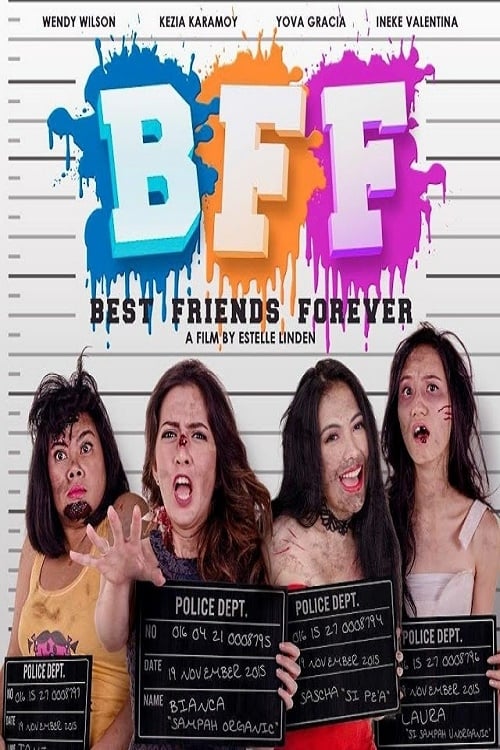 WENDY WILSON KEZIA KARAMOY YOVA GRACIA INEKE VALENTINA
BFF
BEST FRIENDS FOREVER
A FILM BY ESTELLE LINDEN
POLICE DEPT.
016 15 27 0008797
DATE 19 NOVEMBER 2015
POLICE DEPT.
NO 016 04 21 0008795
DATE 19 NOVEMBER 2015
NAME BIANCA
"SAMPAH ORGANIC"
POLICE DEPT.
016 15 27 0008794
19 NOVEMBER 2015
SASCHA "SI PE'A"
POLICE DEPT.
15 27 0008796
NOVEMBER 2015
LAURA
"SI SAMPAH UNORGANIC"